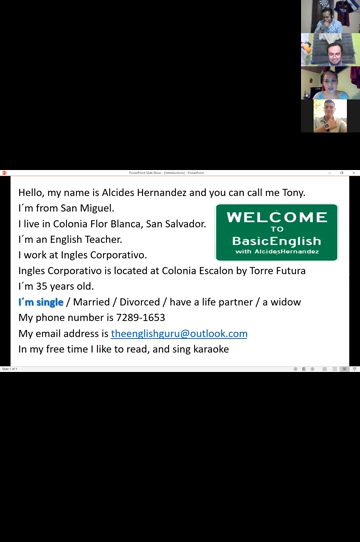 Hello, my name is Alcides Hernandez and you can call me Tony.
I´m from San Miguel.
I live in Colonia Flor Blanca, San Salvador.
I´m an English Teacher.
I work at Ingles Corporativo.
Ingles Corporativo is located at Colonia Escalon by Torre Futura
I´m 35 years old.
I´m single / Married / Divorced / have a life partner / a widow
My phone number is 7289-1653
My email address is theenglishguru@outlook.com
In my free time I like to read, and sing karaoke
WELCOME
TO
BasicEnglish
with AlcidesHernandez